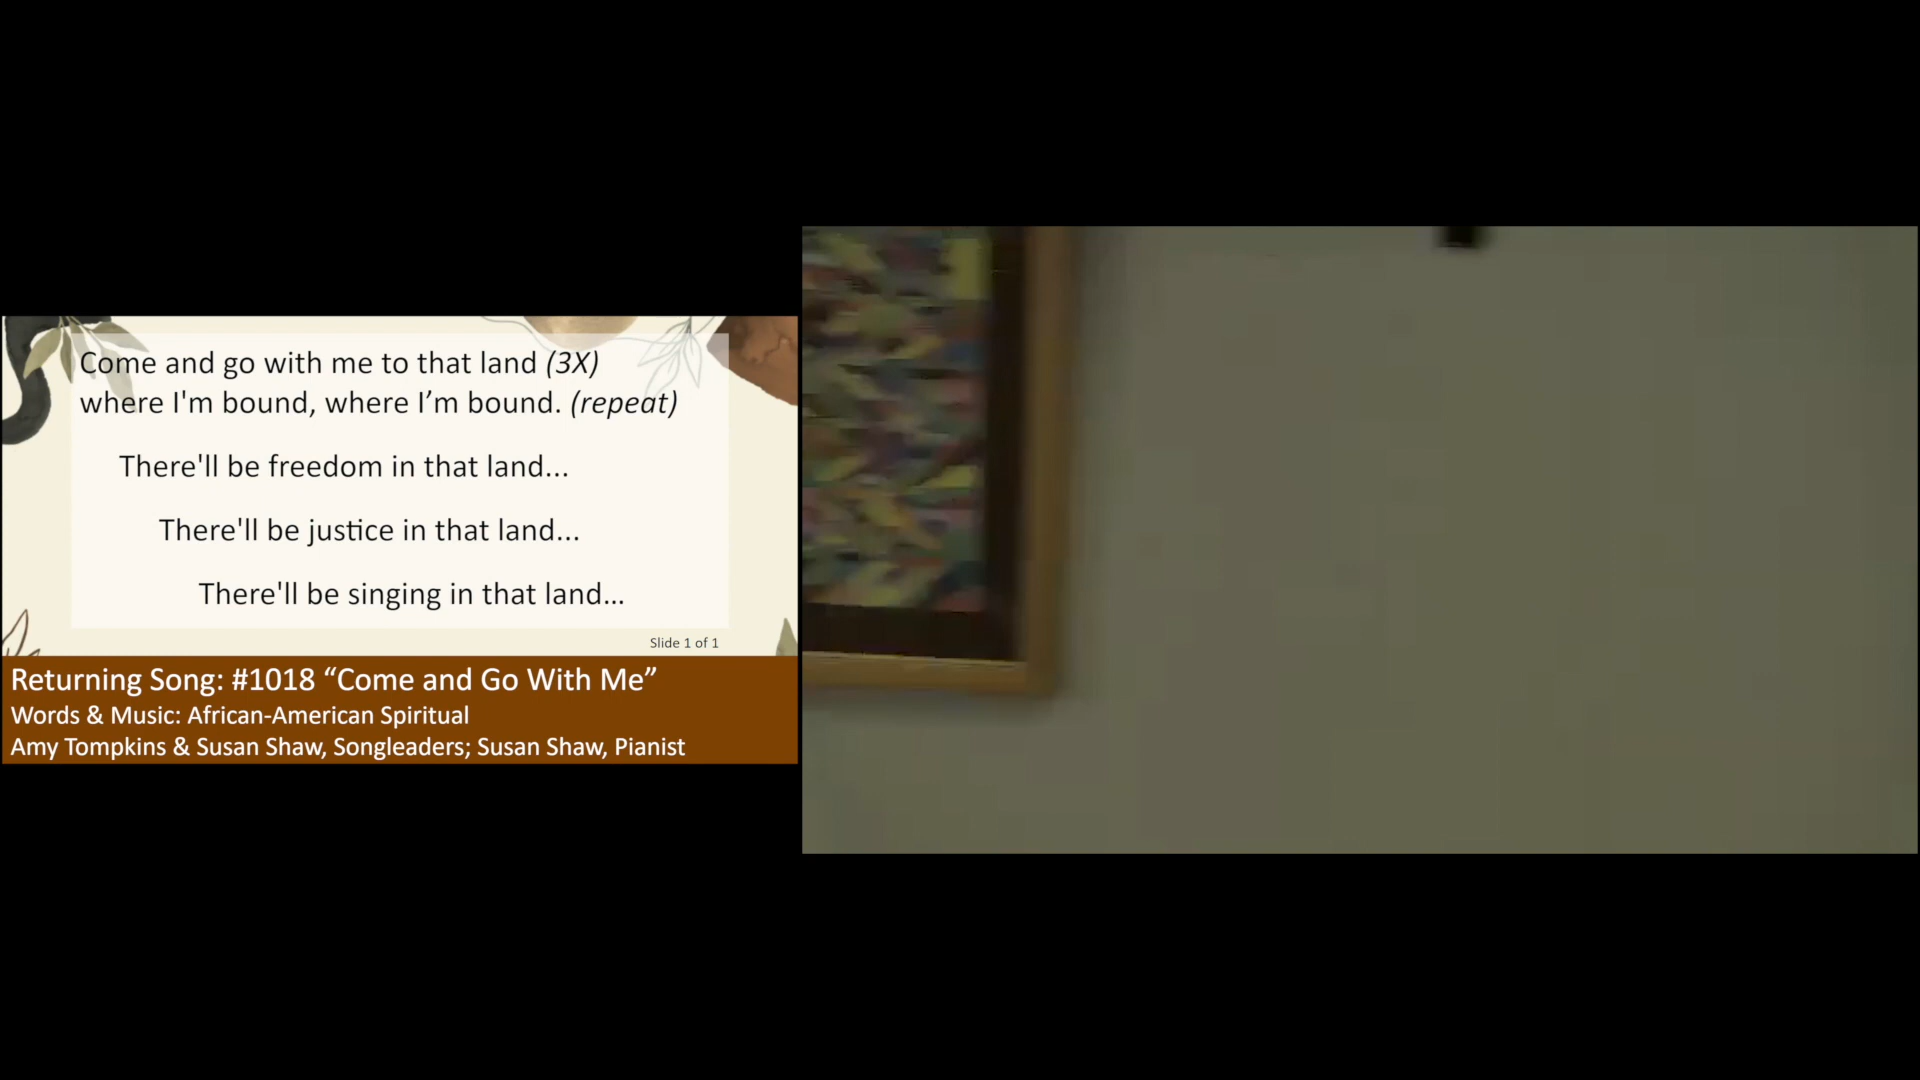 Come and go with me to that land (3X)
where I'm bound, where I’m bound. (repeat)
There'll be freedom in that land...
There'll be justice in that land...
There'll be singing in that land...
Slide 1 of 1
Returning Song: #1018 “Come and Go With Me”
Words & Music: African-American Spiritual
Amy Tompkins & Susan Shaw, Songleaders; Susan Shaw, Pianist